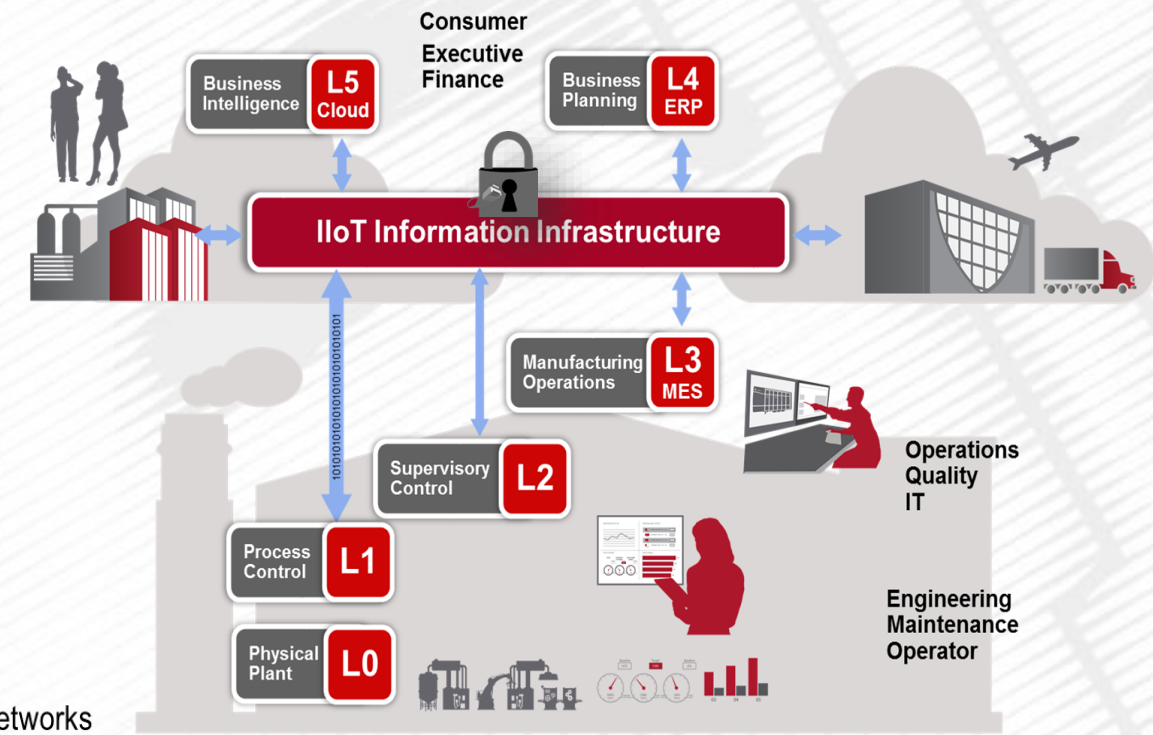 Consumer
Executive
Finance
Business
Intelligence
L5
Cloud
Business
Planning
L4
ERP
IIoT Information Infrastructure
10101010101010101010101010101
Manufacturing
Operations
L3
MES
Supervisory
Control
L2
Operations
Quality
IT
Process
Control
L1
Engineering
Maintenance
Operator
Physical
Plant
L0
etworks